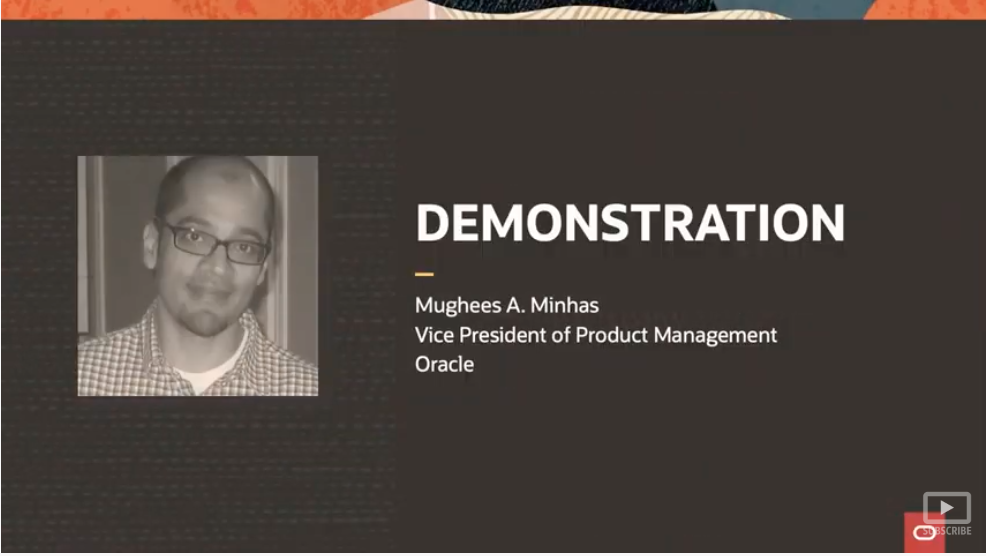 DEMONSTRATION
Mughees A. Minhas
Vice President of Product Management
Oracle
SUBSCRIBE